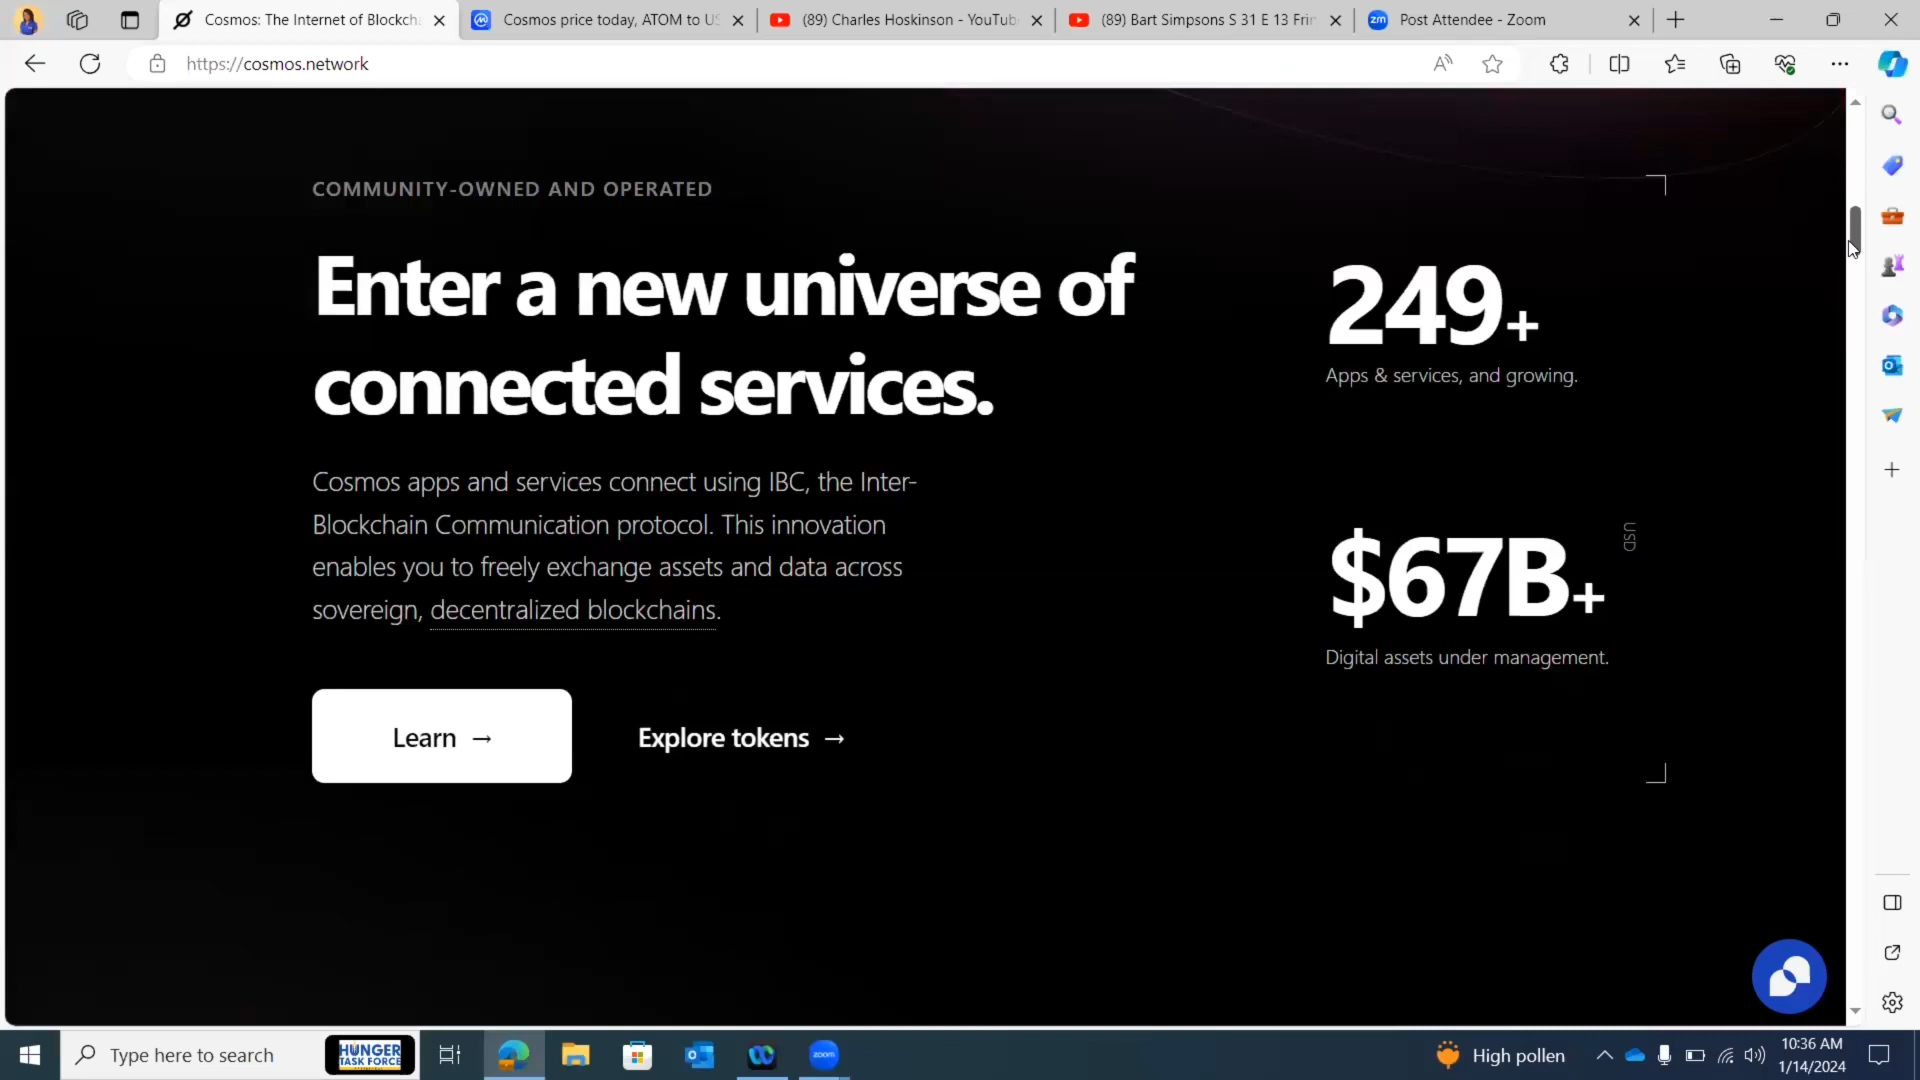 Cosmos: The Internet of Blockch
Cosmos price today, ATOM to US
(89) Charles Hoskinson - YouTub
(89) Bart Simpsons S 31 E 13 Frin
zm
Post Attendee - Zoom
https://cosmos.network
COMMUNITY-OWNED AND OPERATED
Enter a new universe of
connected services.
249+
Apps & services, and growing.
Cosmos apps and services connect using IBC, the Inter-
Blockchain Communication protocol. This innovation
enables you to freely exchange assets and data across
sovereign, decentralized blockchains.
USD
$67B+
Digital assets under management.
Learn →
Explore tokens →
Type here to search
HUNGER
TASK FORCE
zoom
High pollen
10:36 AM
1/14/2024